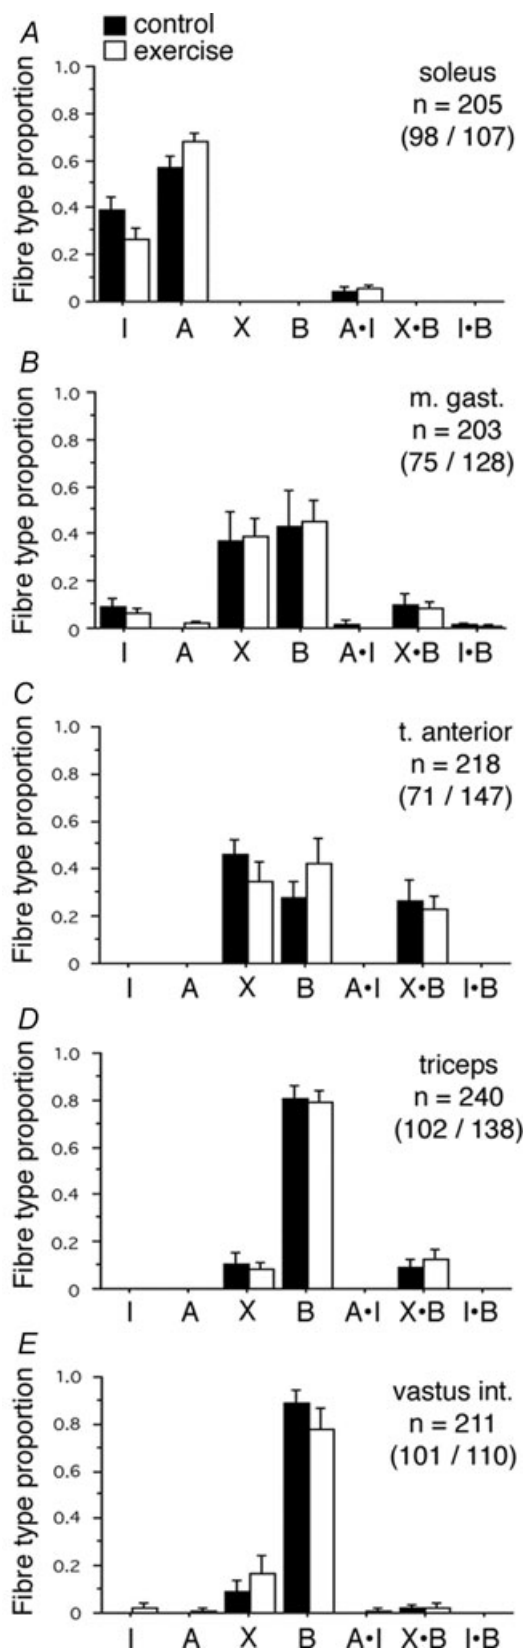 A
control
exercise
soleus
n = 205
(98 / 107)
Fibre type proportion
1.0
0.8
0.6
0.4
0.2
0
I A X B A•I X•B I•B
B
m. gast.
n = 203
(75 / 128)
Fibre type proportion
1.0
0.8
0.6
0.4
0.2
0
I A X B A•I X•B I•B
C
t. anterior
n = 218
(71 / 147)
Fibre type proportion
1.0
0.8
0.6
0.4
0.2
0
I A X B A•I X•B I•B
D
triceps
n = 240
(102 / 138)
Fibre type proportion
1.0
0.8
0.6
0.4
0.2
0
I A X B A•I X•B I•B
E
vastus int.
n = 211
(101 / 110)
Fibre type proportion
1.0
0.8
0.6
0.4
0.2
0
I A X B A•I X•B I•B